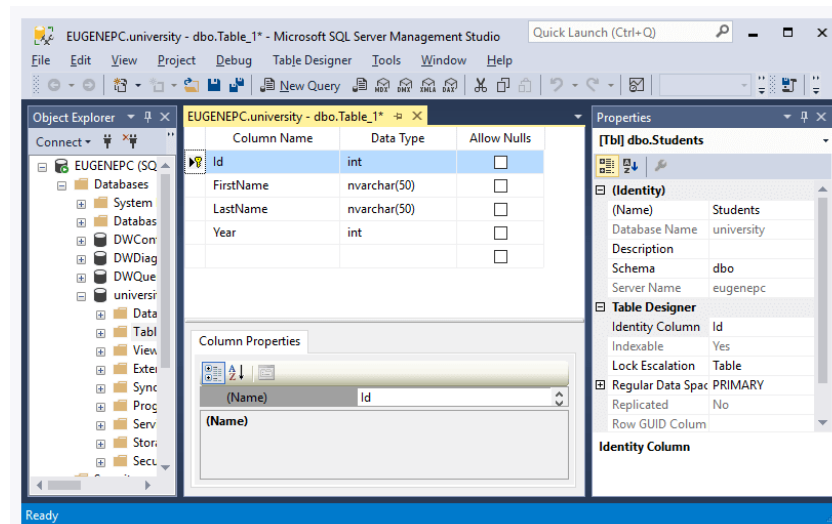 EUGENEPC.university - dbo.Table_1* - Microsoft SQL Server Management Studio
Quick Launch (Ctrl+Q)
File Edit View Project Debug Table Designer Tools Window Help
New Query MDX DMX XMLA DAX
Object Explorer
Connect
EUGENEPC (SQ
Databases
System
Databas
DWCon
DWDiag
DWQue
universi
Data
Tabl
View
Exter
Sync
Prog
Serv
Stora
Secu
EUGENEPC.university - dbo.Table_1*
Column Name Data Type Allow Nulls
Id int
FirstName nvarchar(50)
LastName nvarchar(50)
Year int
Column Properties
(Name) Id
(Name)
Properties
[Tbl] dbo.Students
(Identity)
(Name) Students
Database Name university
Description
Schema dbo
Server Name eugenepc
Table Designer
Identity Column Id
Indexable Yes
Lock Escalation Table
Regular Data Spac PRIMARY
Replicated No
Row GUID Colum
Identity Column
Ready